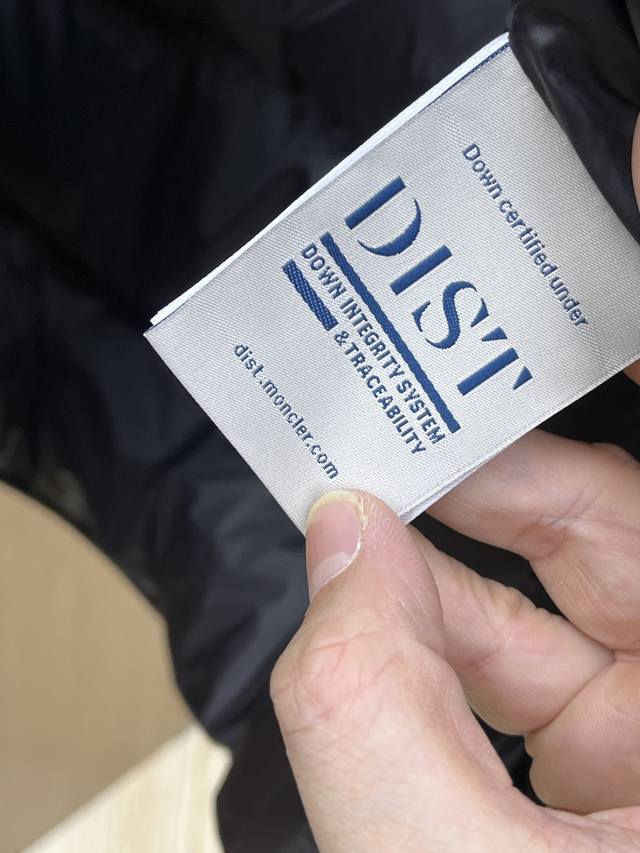 Down certified under
DIST
DOWN INTEGRITY SYSTEM
& TRACEABILITY
dist.moncler.com